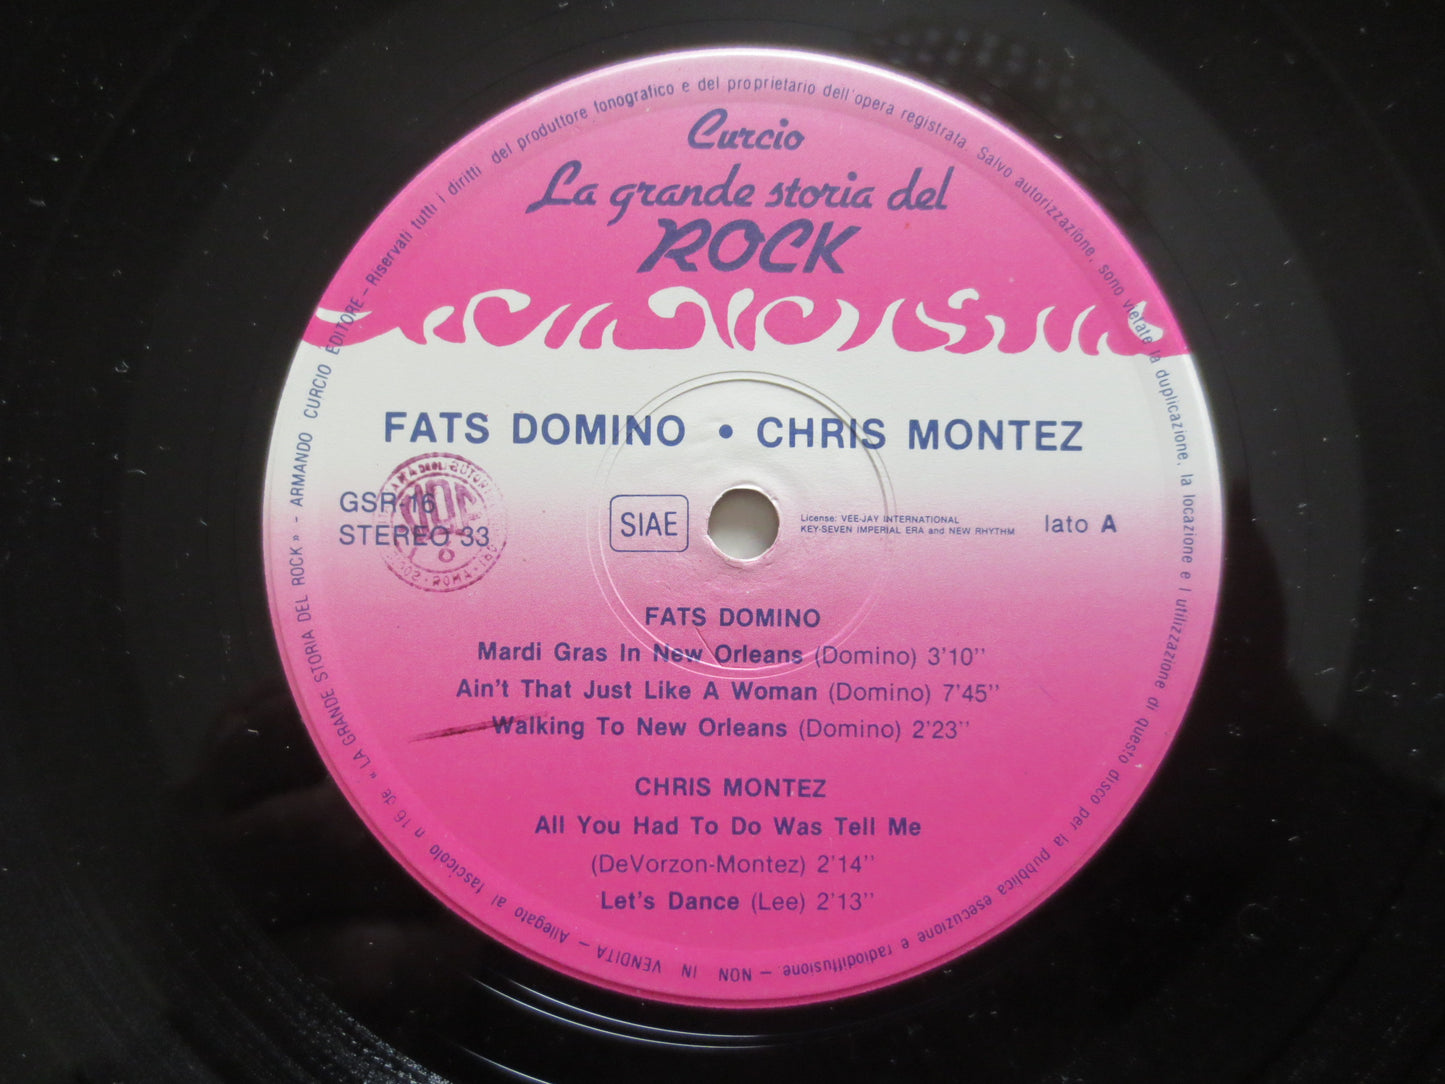 Curcio
La grande storia del
ROCK
FATS DOMINO • CHRIS MONTEZ
GSR 16
STEREO 33
SIAE
License: VEE-JAY INTERNATIONAL
KEY-SEVEN IMPERIAL ERA and NEW RHYTHM
lato A
FATS DOMINO
Mardi Gras In New Orleans (Domino) 3'10''
Ain't That Just Like A Woman (Domino) 7'45''
Walking To New Orleans (Domino) 2'23''
CHRIS MONTEZ
All You Had To Do Was Tell Me
(DeVorzon-Montez) 2'14''
Let's Dance (Lee) 2'13''
ARMANDO CURCIO EDITORE - Riservati tutti i diritti del produttore fonografico e del proprietario dell'opera registrata. Salvo autorizzazione, sono vietate la duplicazione, la locazione e l'utilizzazione di questo disco per la pubblica esecuzione e radiodiffusione. - NON IN VENDITA - Allegato al fascicolo n 16 de « LA GRANDE STORIA DEL ROCK» -
ROMA